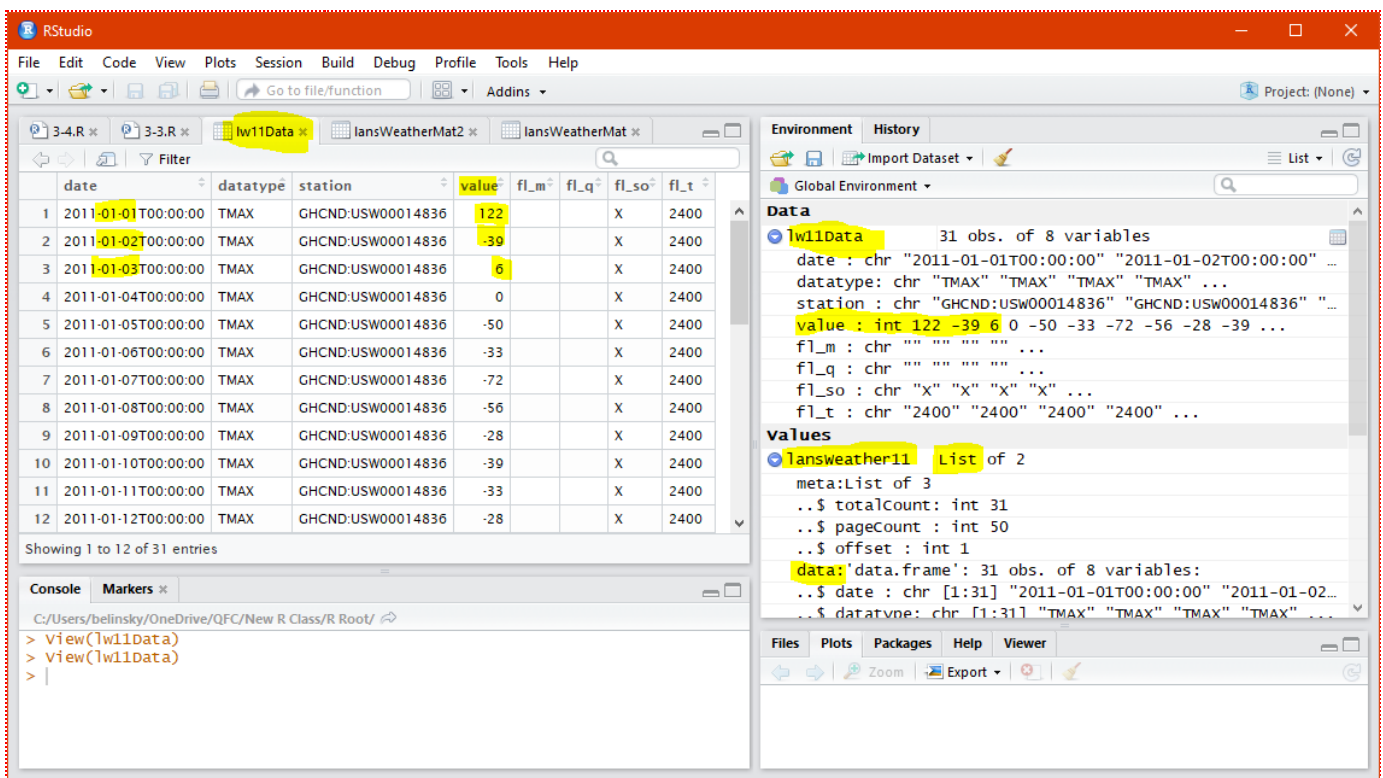 RStudio
File Edit Code View Plots Session Build Debug Profile Tools Help
Go to file/function Addins Project: (None)
3-4.R 3-3.R lw11Data lansWeatherMat2 lansWeatherMat
Filter
date datatype station value fl_m fl_q fl_so fl_t
1 2011-01-01T00:00:00 TMAX GHCND:USW00014836 122 X 2400
2 2011-01-02T00:00:00 TMAX GHCND:USW00014836 -39 X 2400
3 2011-01-03T00:00:00 TMAX GHCND:USW00014836 6 X 2400
4 2011-01-04T00:00:00 TMAX GHCND:USW00014836 0 X 2400
5 2011-01-05T00:00:00 TMAX GHCND:USW00014836 -50 X 2400
6 2011-01-06T00:00:00 TMAX GHCND:USW00014836 -33 X 2400
7 2011-01-07T00:00:00 TMAX GHCND:USW00014836 -72 X 2400
8 2011-01-08T00:00:00 TMAX GHCND:USW00014836 -56 X 2400
9 2011-01-09T00:00:00 TMAX GHCND:USW00014836 -28 X 2400
10 2011-01-10T00:00:00 TMAX GHCND:USW00014836 -39 X 2400
11 2011-01-11T00:00:00 TMAX GHCND:USW00014836 -33 X 2400
12 2011-01-12T00:00:00 TMAX GHCND:USW00014836 -28 X 2400
Showing 1 to 12 of 31 entries
Console Markers
C:/Users/belinsky/OneDrive/QFC/New R Class/R Root/
> View(lw11Data)
> View(lw11Data)
>
Environment History
Import Dataset List
Global Environment
Data
lw11Data 31 obs. of 8 variables
date : chr "2011-01-01T00:00:00" "2011-01-02T00:00:00" …
datatype: chr "TMAX" "TMAX" "TMAX" "TMAX" ...
station : chr "GHCND:USW00014836" "GHCND:USW00014836" "…
value : int 122 -39 6 0 -50 -33 -72 -56 -28 -39 ...
fl_m : chr "" "" "" "" ...
fl_q : chr "" "" "" "" ...
fl_so : chr "X" "X" "X" "X" ...
fl_t : chr "2400" "2400" "2400" "2400" ...
Values
lansWeather11 List of 2
meta:List of 3
..$ totalCount: int 31
..$ pageCount : int 50
..$ offset : int 1
data:'data.frame': 31 obs. of 8 variables:
..$ date : chr [1:31] "2011-01-01T00:00:00" "2011-01-02…
..$ datatype: chr [1:31] "TMAX" "TMAX" "TMAX" "TMAX" ...
Files Plots Packages Help Viewer
Zoom Export